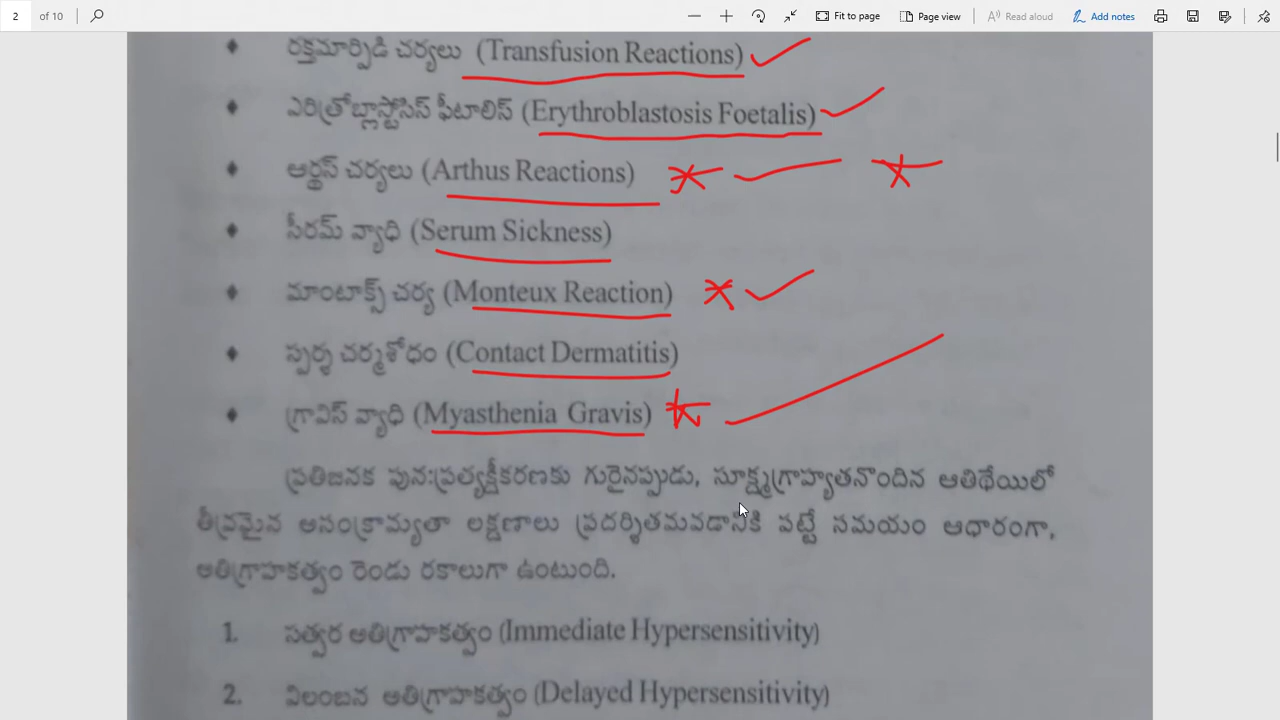 2 of 10 Fit to page Page view Read aloud Add notes
♦ రక్తమార్పిడి చర్యలు (Transfusion Reactions)
♦ ఎరిత్రోబ్లాస్టోసిస్ ఫీటాలిస్ (Erythroblastosis Foetalis)
♦ ఆర్థస్ చర్యలు (Arthus Reactions)
♦ సీరమ్ వ్యాధి (Serum Sickness)
♦ మాంటాక్స్ చర్య (Monteux Reaction)
♦ స్పర్శ చర్మశోధం (Contact Dermatitis)
♦ గ్రావిస్ వ్యాధి (Myasthenia Gravis)
ప్రతిజనక పునఃప్రత్యక్షీకరణకు గురైనప్పుడు, సూక్ష్మగ్రాహ్యతనొందిన ఆతిథేయిలో
తీవ్రమైన అసంక్రామ్యతా లక్షణాలు ప్రదర్శితమవడానికి పట్టే సమయం ఆధారంగా,
అతిగ్రాహకత్వం రెండు రకాలుగా ఉంటుంది.
1. సత్వర అతిగ్రాహకత్వం (Immediate Hypersensitivity)
2. విలంబన అతిగ్రాహకత్వం (Delayed Hypersensitivity)